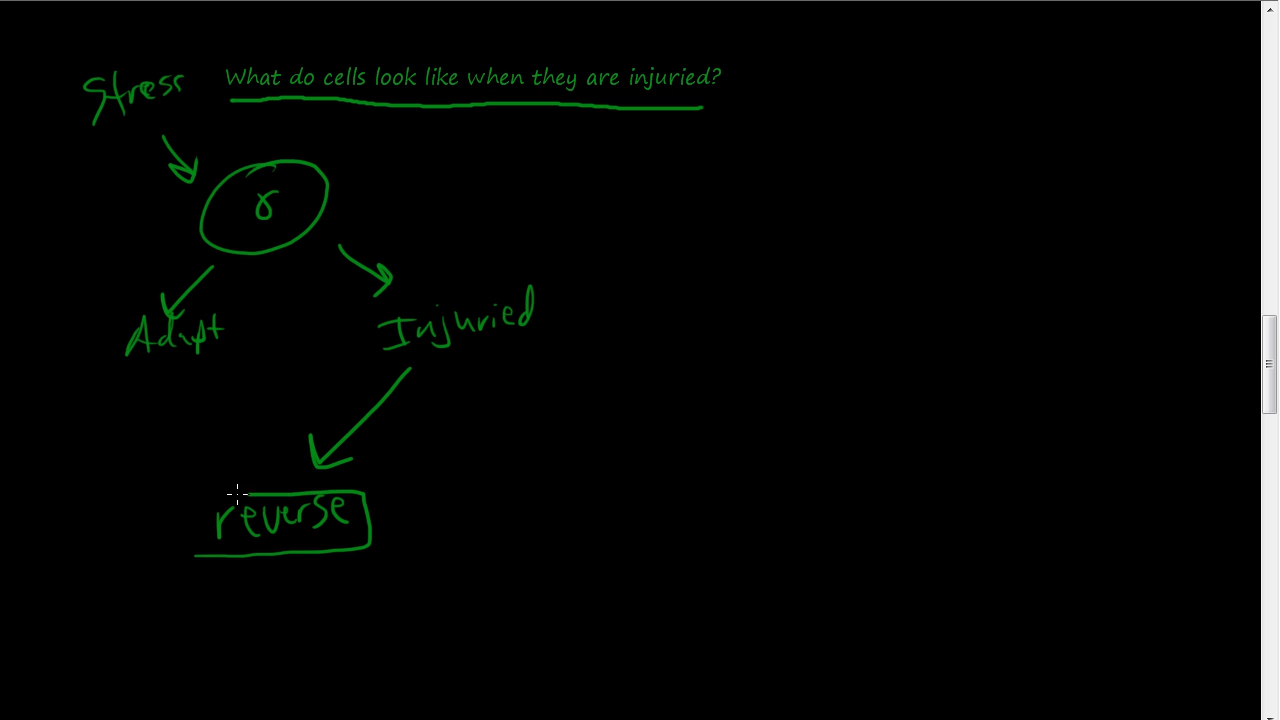 Stress
What do cells look like when they are injuried?
Adapt
Injuried
reverse